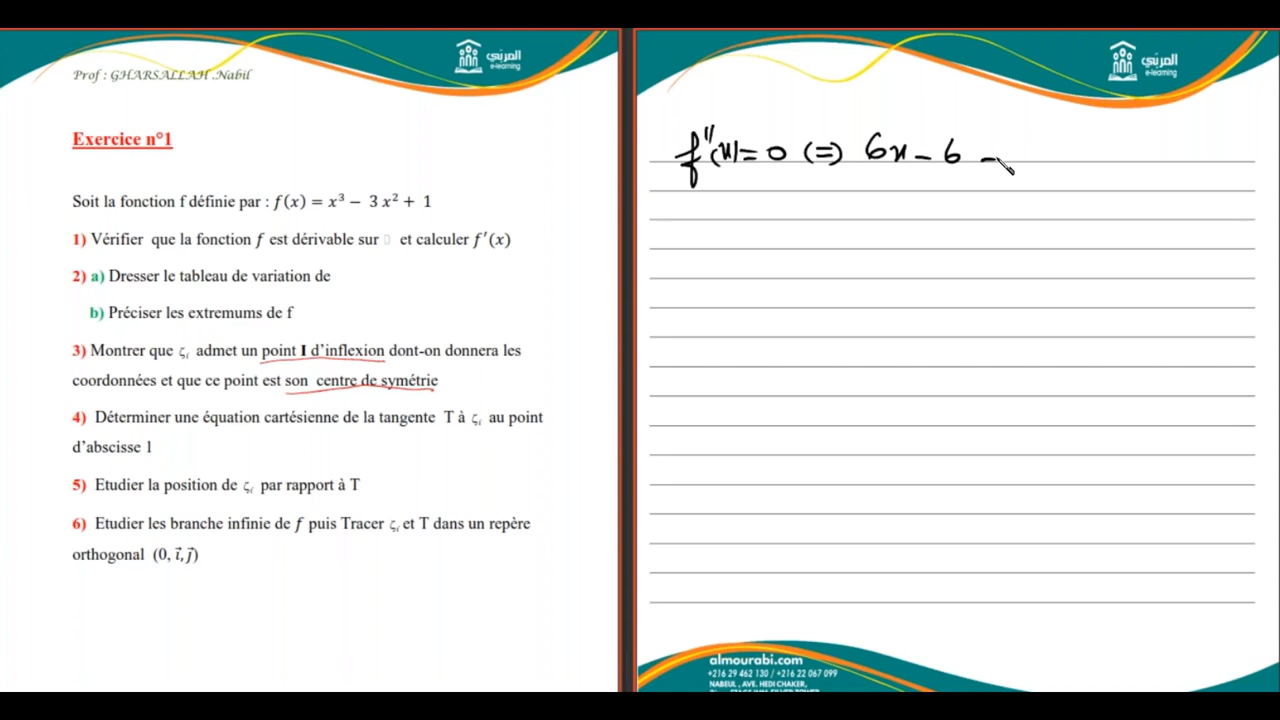 Prof : GHARSALLAH .Nabil
المربي
e-learning
Exercice n°1
Soit la fonction f définie par : f(x) = x³ − 3 x² + 1
1) Vérifier que la fonction f est dérivable sur et calculer f′(x)
2) a) Dresser le tableau de variation de
b) Préciser les extremums de f
3) Montrer que ζ admet un point I d’inflexion dont-on donnera les
coordonnées et que ce point est son centre de symétrie
4) Déterminer une équation cartésienne de la tangente T à ζ au point
d’abscisse 1
5) Etudier la position de ζ par rapport à T
6) Etudier les branche infinie de f puis Tracer ζ et T dans un repère
orthogonal (0, i⃗, j⃗)
المربي
e-learning
f''(x) = 0 (=) 6x - 6 -
almourabi.com
+216 29 462 130 / +216 22 067 099
NABEUL , AVE. HEDI CHAKER,